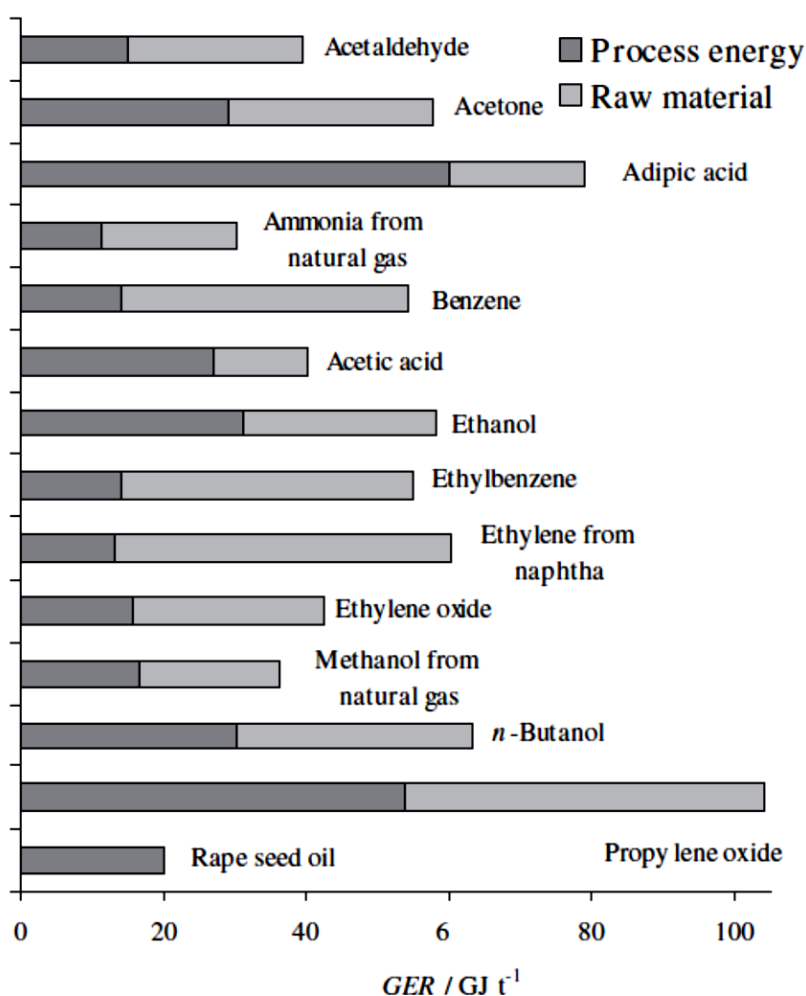 Acetaldehyde
Process energy
Raw material
Acetone
Adipic acid
Ammonia from
natural gas
Benzene
Acetic acid
Ethanol
Ethylbenzene
Ethylene from
naphtha
Ethylene oxide
Methanol from
natural gas
n-Butanol
Rape seed oil
Propy lene oxide
0 20 40 6 80 100
GER / GJ t⁻¹